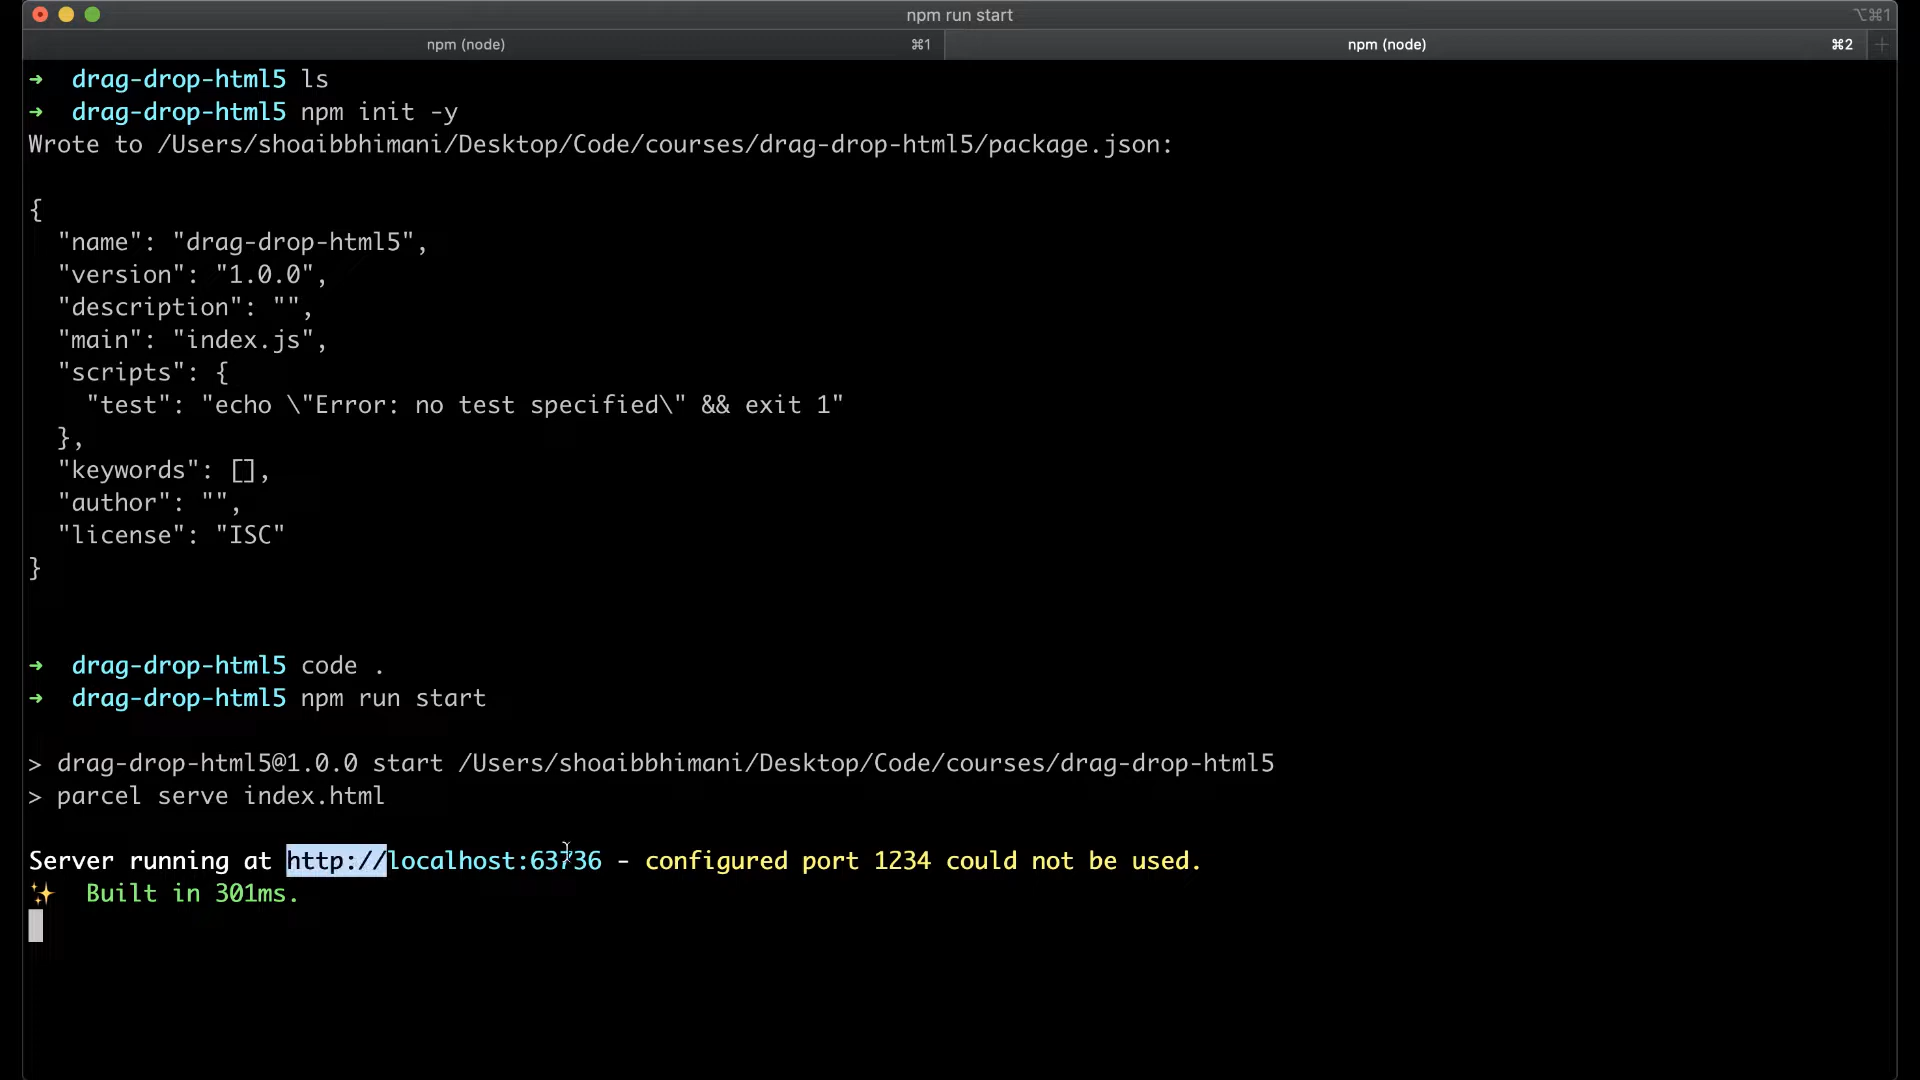 npm run start
⌥⌘1
npm (node) ⌘1 npm (node) ⌘2 +
➜ drag-drop-html5 ls
➜ drag-drop-html5 npm init -y
Wrote to /Users/shoaibbhimani/Desktop/Code/courses/drag-drop-html5/package.json:
{
"name": "drag-drop-html5",
"version": "1.0.0",
"description": "",
"main": "index.js",
"scripts": {
"test": "echo \"Error: no test specified\" && exit 1"
},
"keywords": [],
"author": "",
"license": "ISC"
}
➜ drag-drop-html5 code .
➜ drag-drop-html5 npm run start
> drag-drop-html5@1.0.0 start /Users/shoaibbhimani/Desktop/Code/courses/drag-drop-html5
> parcel serve index.html
Server running at http://localhost:63736 - configured port 1234 could not be used.
✨ Built in 301ms.